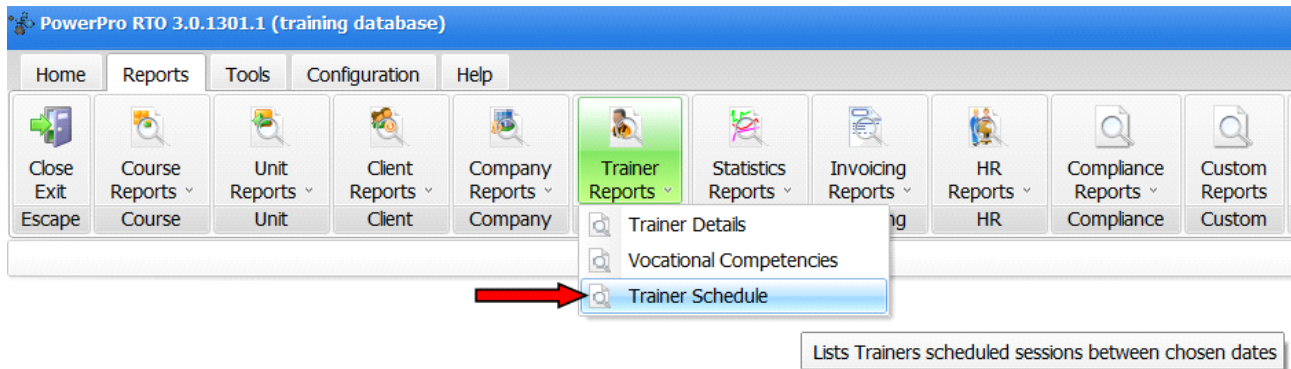 PowerPro RTO 3.0.1301.1 (training database)
Home Reports Tools Configuration Help
Close Course Unit Client Company Trainer Statistics Invoicing HR Compliance Custom
Exit Reports Reports Reports Reports Reports Reports Reports Reports Reports Reports
Escape Course Unit Client Company ng HR Compliance Custom
Trainer Details
Vocational Competencies
Trainer Schedule
Lists Trainers scheduled sessions between chosen dates